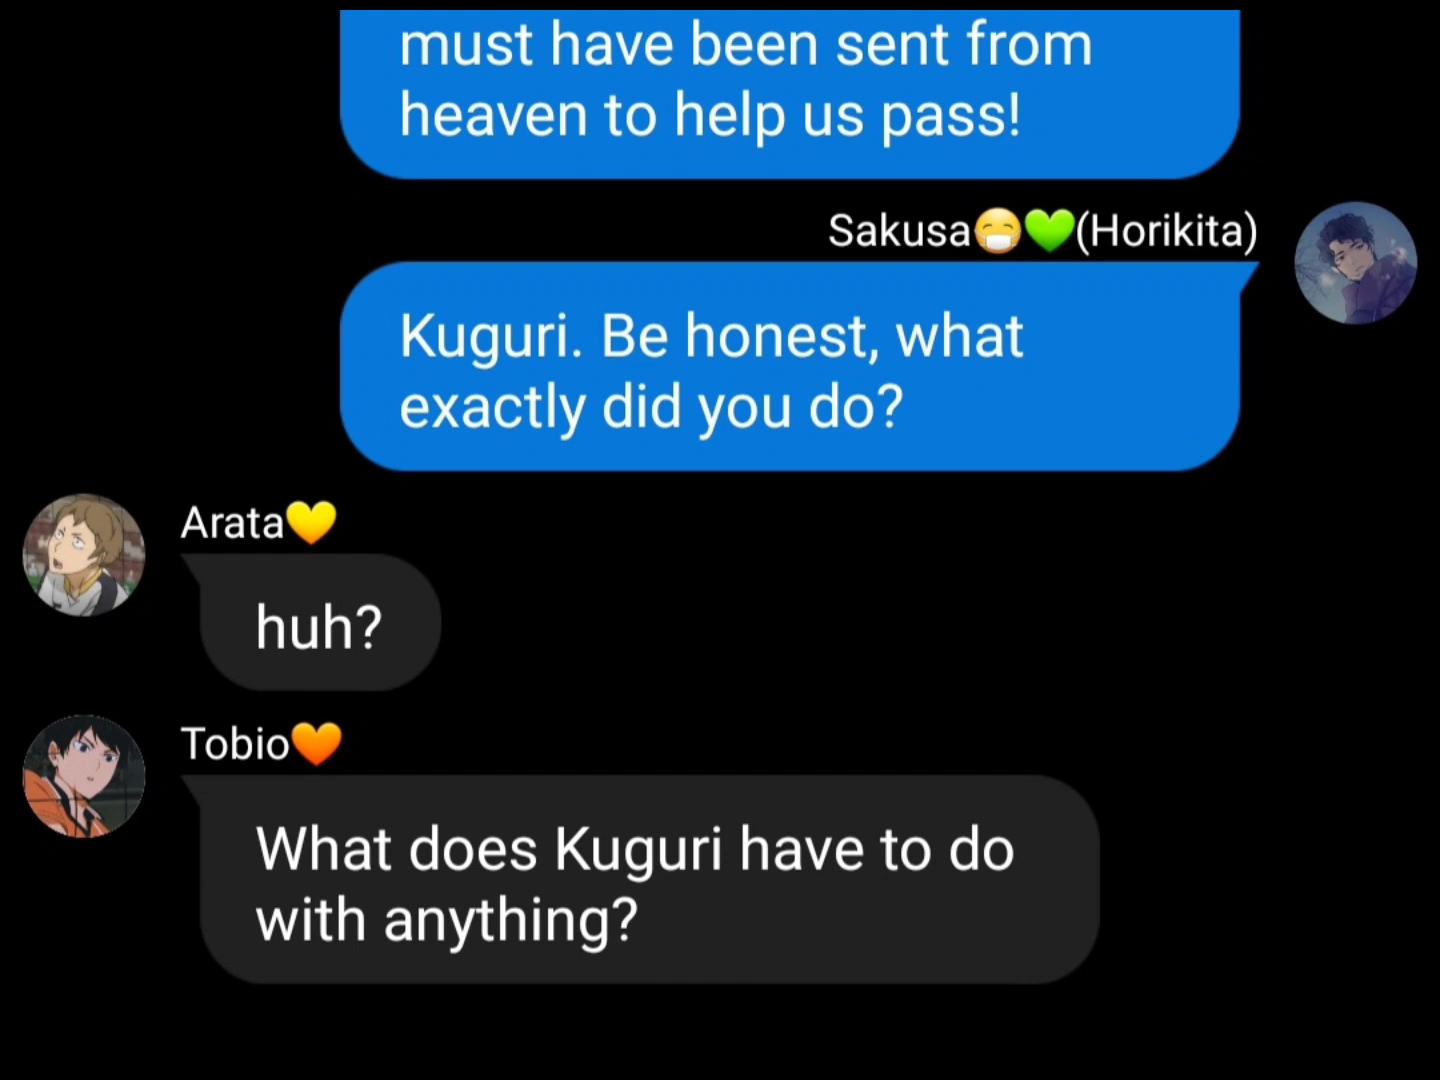 must have been sent from
heaven to help us pass!
Sakusa😷💚(Horikita)
Kuguri. Be honest, what
exactly did you do?
Arata💛
huh?
Tobio🧡
What does Kuguri have to do
with anything?